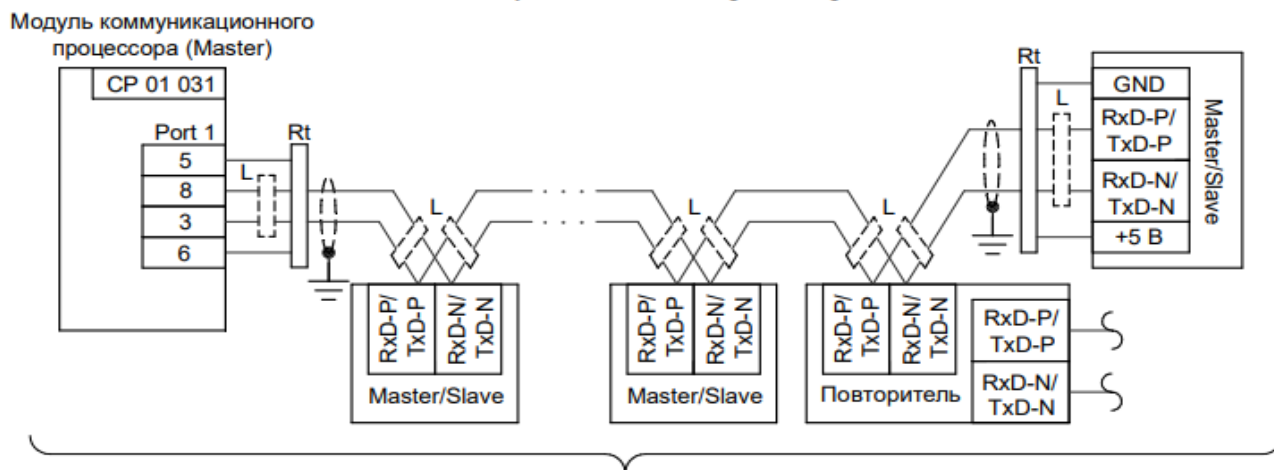 Модуль коммуникационного
процессора (Master)
CP 01 031
Port 1
5
8
3
6
L
Rt
L
RxD-P/
TxD-P
RxD-N/
TxD-N
Master/Slave
. . .
. . .
L
RxD-P/
TxD-P
RxD-N/
TxD-N
Master/Slave
L
RxD-P/
TxD-P
RxD-N/
TxD-N
Повторитель
RxD-P/
TxD-P
RxD-N/
TxD-N
Rt
L
GND
RxD-P/
TxD-P
RxD-N/
TxD-N
+5 В
Master/Slave